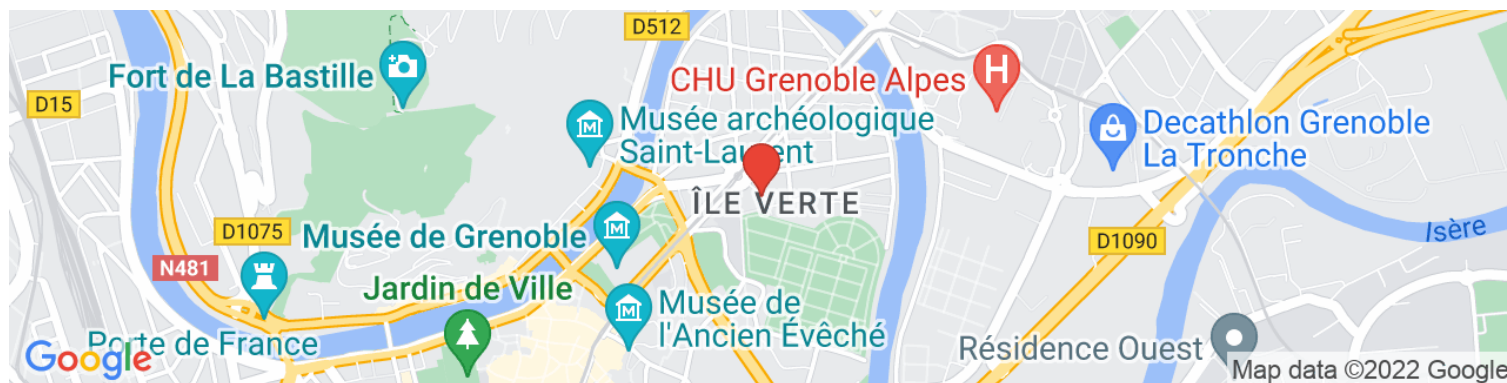 D512
Fort de La Bastille
CHU Grenoble Alpes
H
D15
M
Musée archéologique
Saint-Laurent
Decathlon Grenoble
La Tronche
ÎLE VERTE
D1075
Musée de Grenoble
M
D1090
Isère
N481
Jardin de Ville
M
Musée de
l'Ancien Évêché
Porte de France
Résidence Ouest
Google
Map data ©2022 Google